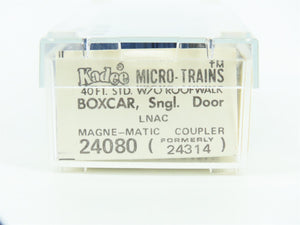 Kadee MICRO-TRAINS TM
40 FT. STD. W/O ROOFWALK
BOXCAR, Sngl. Door
LNAC
MAGNE-MATIC COUPLER
24080 ( FORMERLY 24314 )